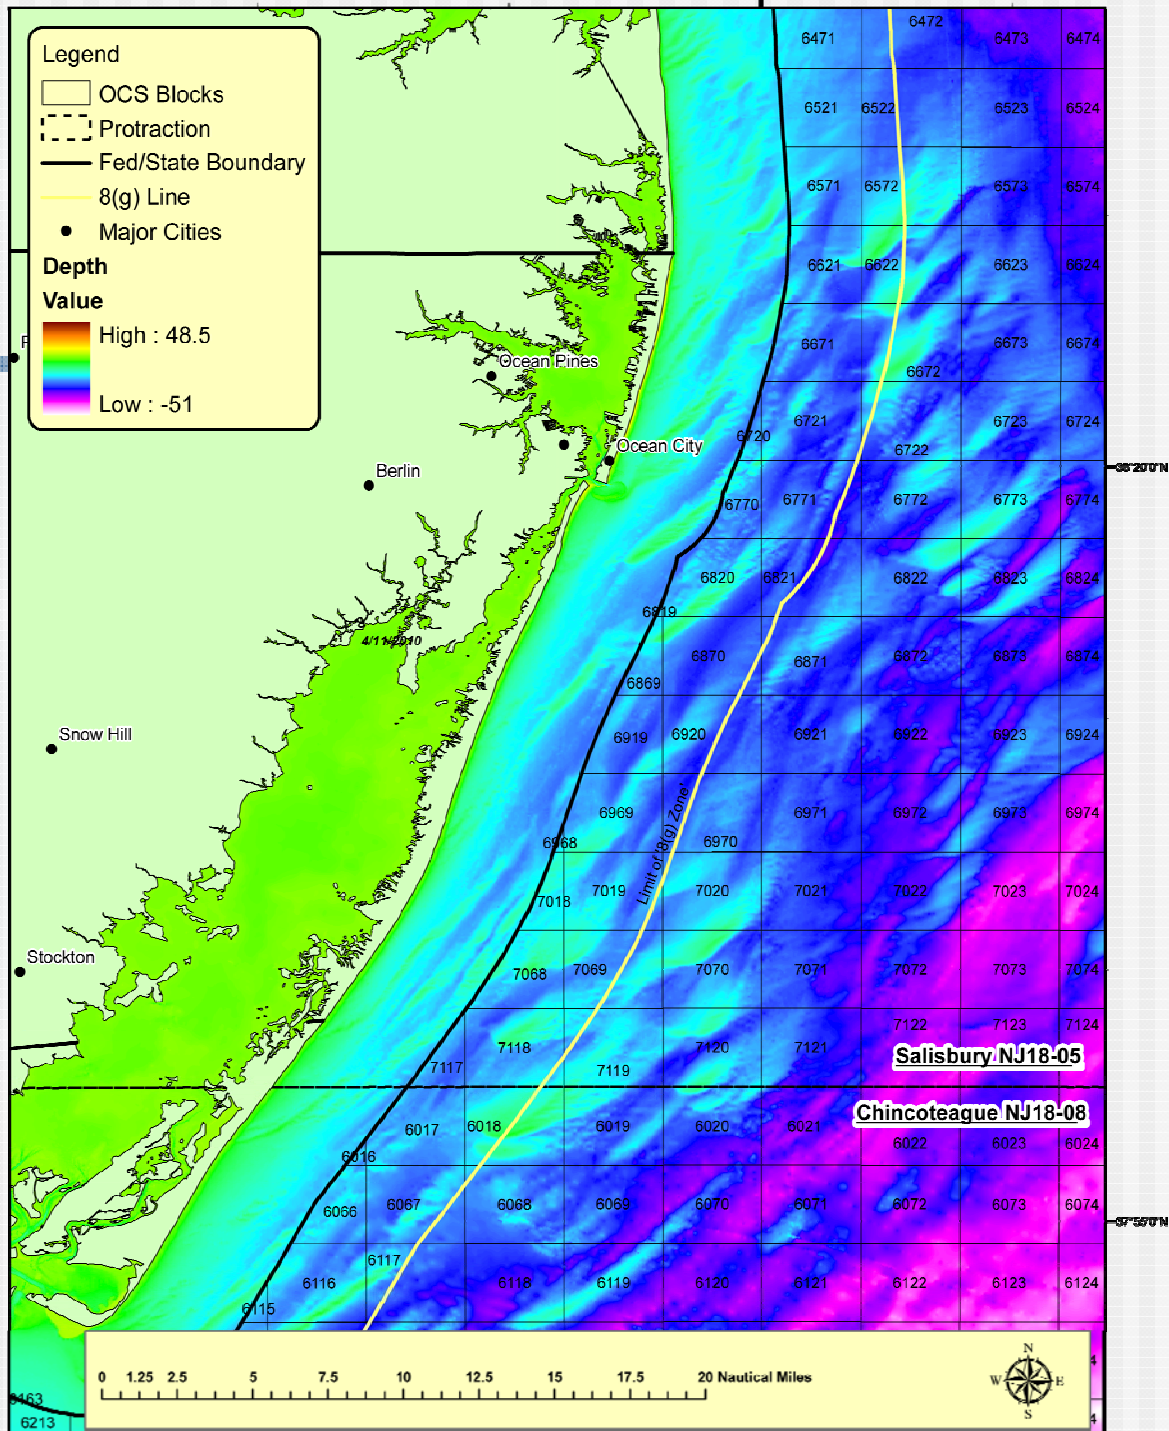 Legend
OCS Blocks
Protraction
Fed/State Boundary
8(g) Line
Major Cities
Depth
Value
High : 48.5
Low : -51
6472
6471 6473 6474
6521 6522 6523 6524
6571 6572 6573 6574
6621 6622 6623 6624
6671 6673 6674
6672
Ocean Pines
6721 6723 6724
6720
6722
Ocean City
Berlin
6770 6771 6772 6773 6774
6820 6821 6822 6823 6824
6819
4/11/2010
6870 6871 6872 6873 6874
6869
Snow Hill
6919 6920 6921 6922 6923 6924
6969 6971 6972 6973 6974
6968 6970
Limit of '8(g) Zone'
7018 7019 7020 7021 7022 7023 7024
Stockton
7068 7069 7070 7071 7072 7073 7074
7122 7123 7124
7118 7120 7121
7117 7119
Salisbury NJ18-05
Chincoteague NJ18-08
6017 6018 6019 6020 6021
6022 6023 6024
6016
6066 6067 6068 6069 6070 6071 6072 6073 6074
6117
6116 6118 6119 6120 6121 6122 6123 6124
6115
0 1.25 2.5 5 7.5 10 12.5 15 17.5 20 Nautical Miles
N
W E
S
6213